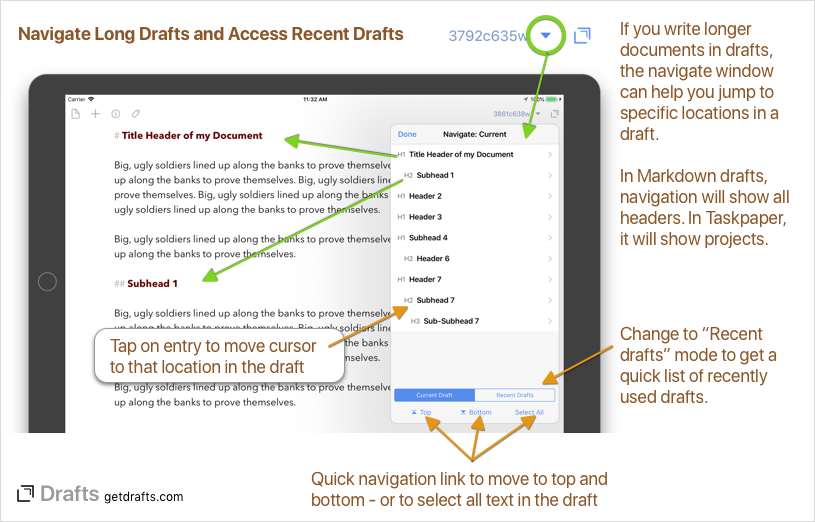 Navigate Long Drafts and Access Recent Drafts
3792c635w
If you write longer
documents in drafts,
the navigate window
can help you jump to
specific locations in a
draft.
In Markdown drafts,
navigation will show all
headers. In Taskpaper,
it will show projects.
Carrier
11:32 AM
100%
3861c638w
# Title Header of my Document
Big, ugly soldiers lined up along the banks to prove themselve
up along the banks to prove themselves. Big, ugly soldiers lined
prove themselves. Big, ugly soldiers lined up along the banks
ugly soldiers lined up along the banks to prove themselves.
Big, ugly soldiers lined up along the banks to prove themselve
up along the banks to prove themselves.
## Subhead 1
Big, ugly soldiers lined up along the banks to prove themselve
up along the banks to prove themselves. Big, ugly soldiers line
Big, ugly soldiers lined up along the banks to prove themselve
up along the banks to prove themselves.
Done
Navigate: Current
H1 Title Header of my Document
H2 Subhead 1
H1 Header 2
H1 Header 3
H1 Subhead 4
H2 Header 6
H1 Header 7
H2 Subhead 7
H3 Sub-Subhead 7
Current Draft
Recent Drafts
Top
Bottom
Select All
Tap on entry to move cursor
to that location in the draft
Change to “Recent
drafts” mode to get a
quick list of recently
used drafts.
Quick navigation link to move to top and
bottom - or to select all text in the draft
Drafts getdrafts.com